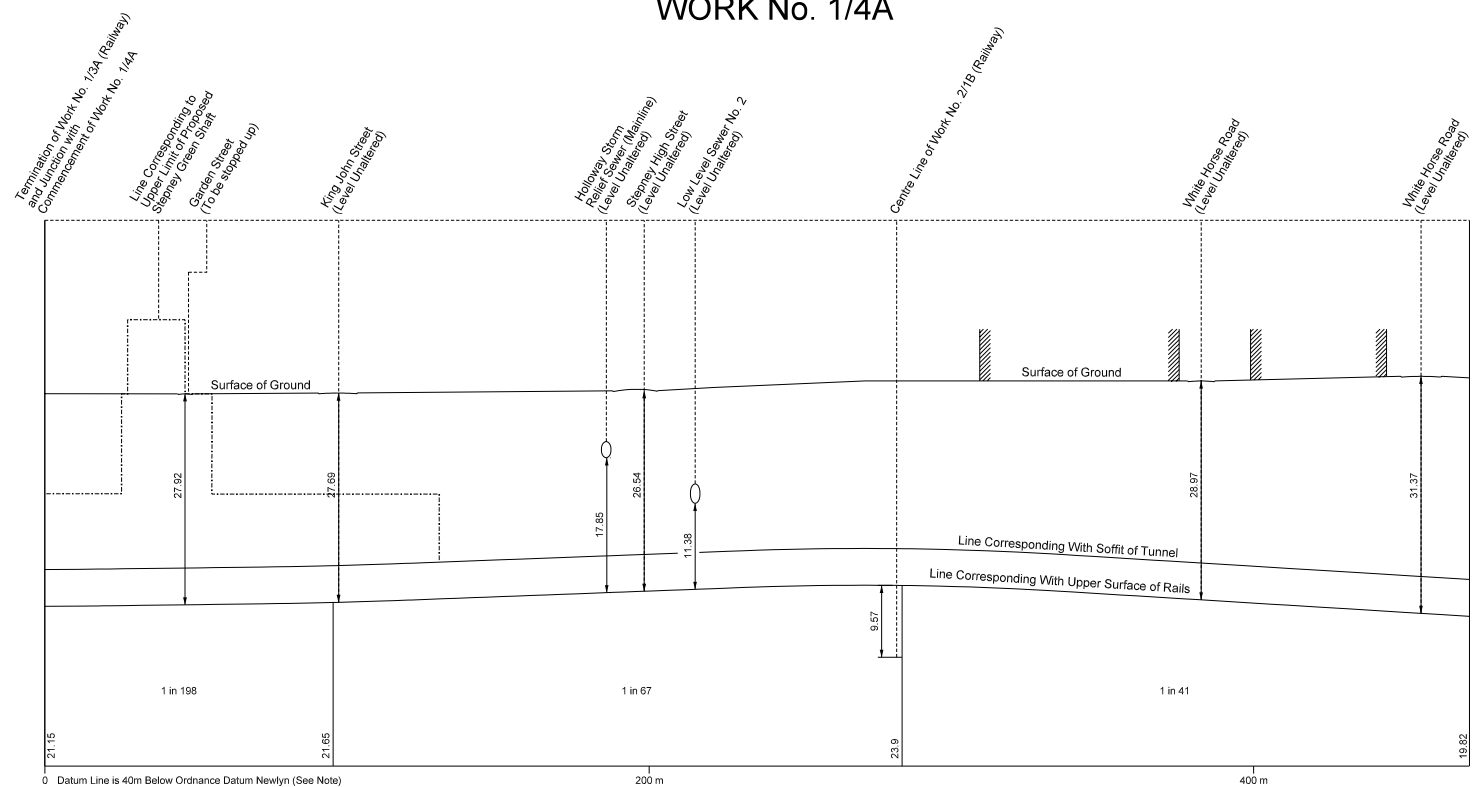 WORK No. 1/4A
Termination of Work No. 1/3A (Railway)
and Junction with
Commencement of Work No. 1/4A
Line Corresponding to
Upper Limit of Proposed
Stepney Green Shaft
Garden Street
(To be stopped up)
King John Street
(Level Unaltered)
Holloway Storm
Relief Sewer (Mainline)
(Level Unaltered)
Stepney High Street
(Level Unaltered)
Low Level Sewer No. 2
(Level Unaltered)
Centre Line of Work No. 2/1B (Railway)
White Horse Road
(Level Unaltered)
White Horse Road
(Level Unaltered)
Surface of Ground
Surface of Ground
27.92
27.69
17.85
26.54
11.38
28.97
31.37
Line Corresponding With Soffit of Tunnel
Line Corresponding With Upper Surface of Rails
9.57
1 in 198
1 in 67
1 in 41
21.15
21.65
23.9
19.82
0
Datum Line is 40m Below Ordnance Datum Newlyn (See Note)
200 m
400 m